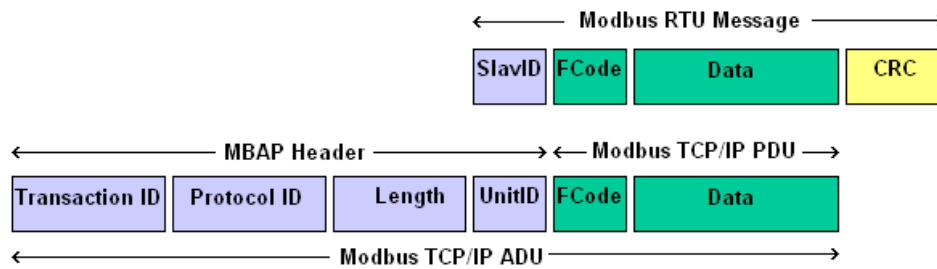 Modbus RTU Message
SlavID FCode Data CRC
MBAP Header Modbus TCP/IP PDU
Transaction ID Protocol ID Length UnitID FCode Data
Modbus TCP/IP ADU